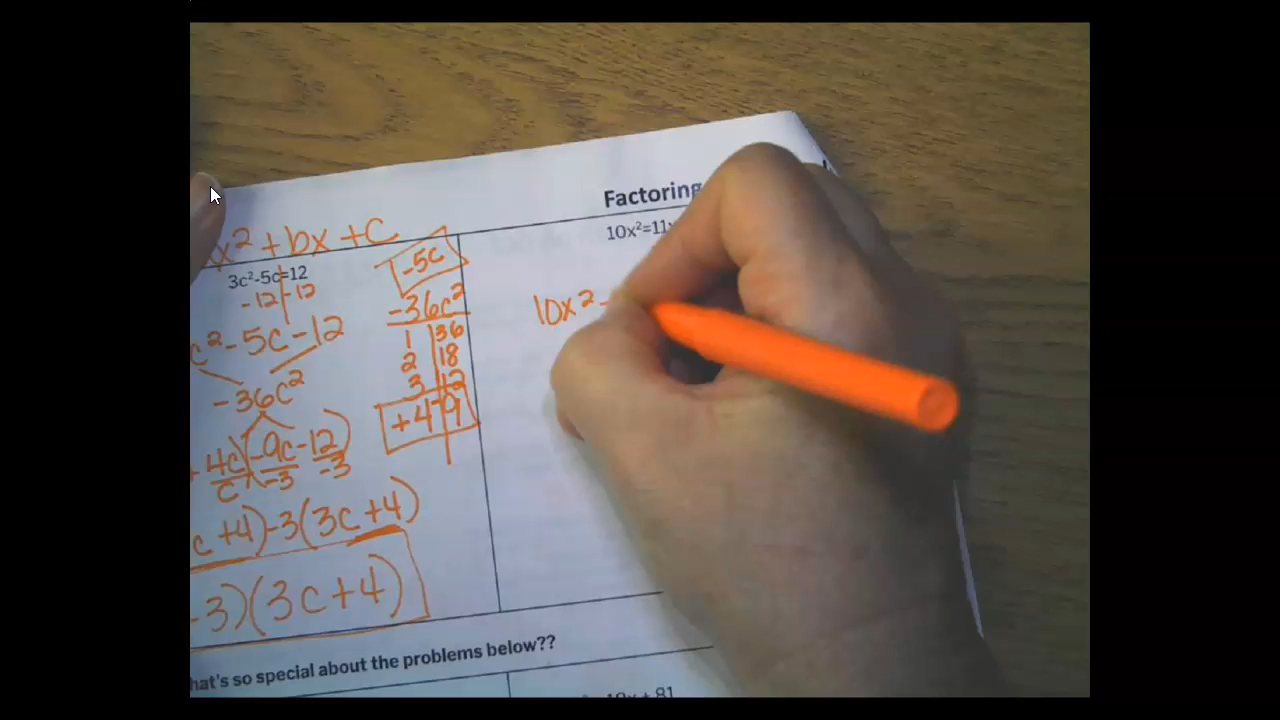 Factoring
x² + bx + C
3c²-5c=12
-12 -12
c² - 5c - 12
-36c²
+ 4c)(-9c - 12)
c -3 -3
c + 4) - 3(3c + 4)
- 3)(3c + 4)
-5c
-36c²
1 36
2 18
3 12
+4 -9
10x²=11
10x² -
hat's so special about the problems below??